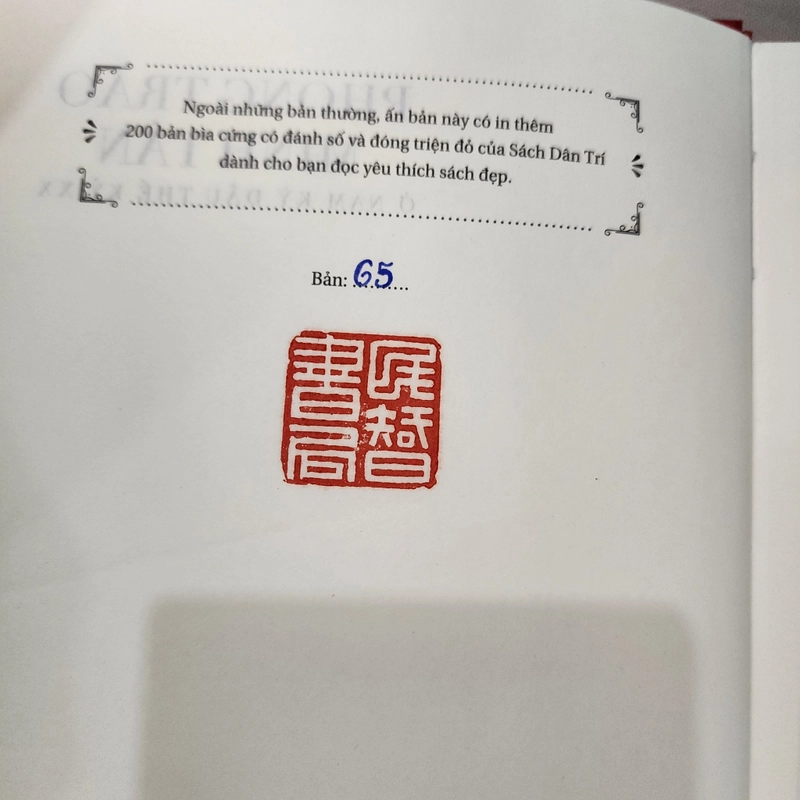 Ngoài những bản thường, ấn bản này có in thêm
200 bản bìa cứng có đánh số và đóng triện đỏ của Sách Dân Trí
dành cho bạn đọc yêu thích sách đẹp.
Bản: 65
民智
書局